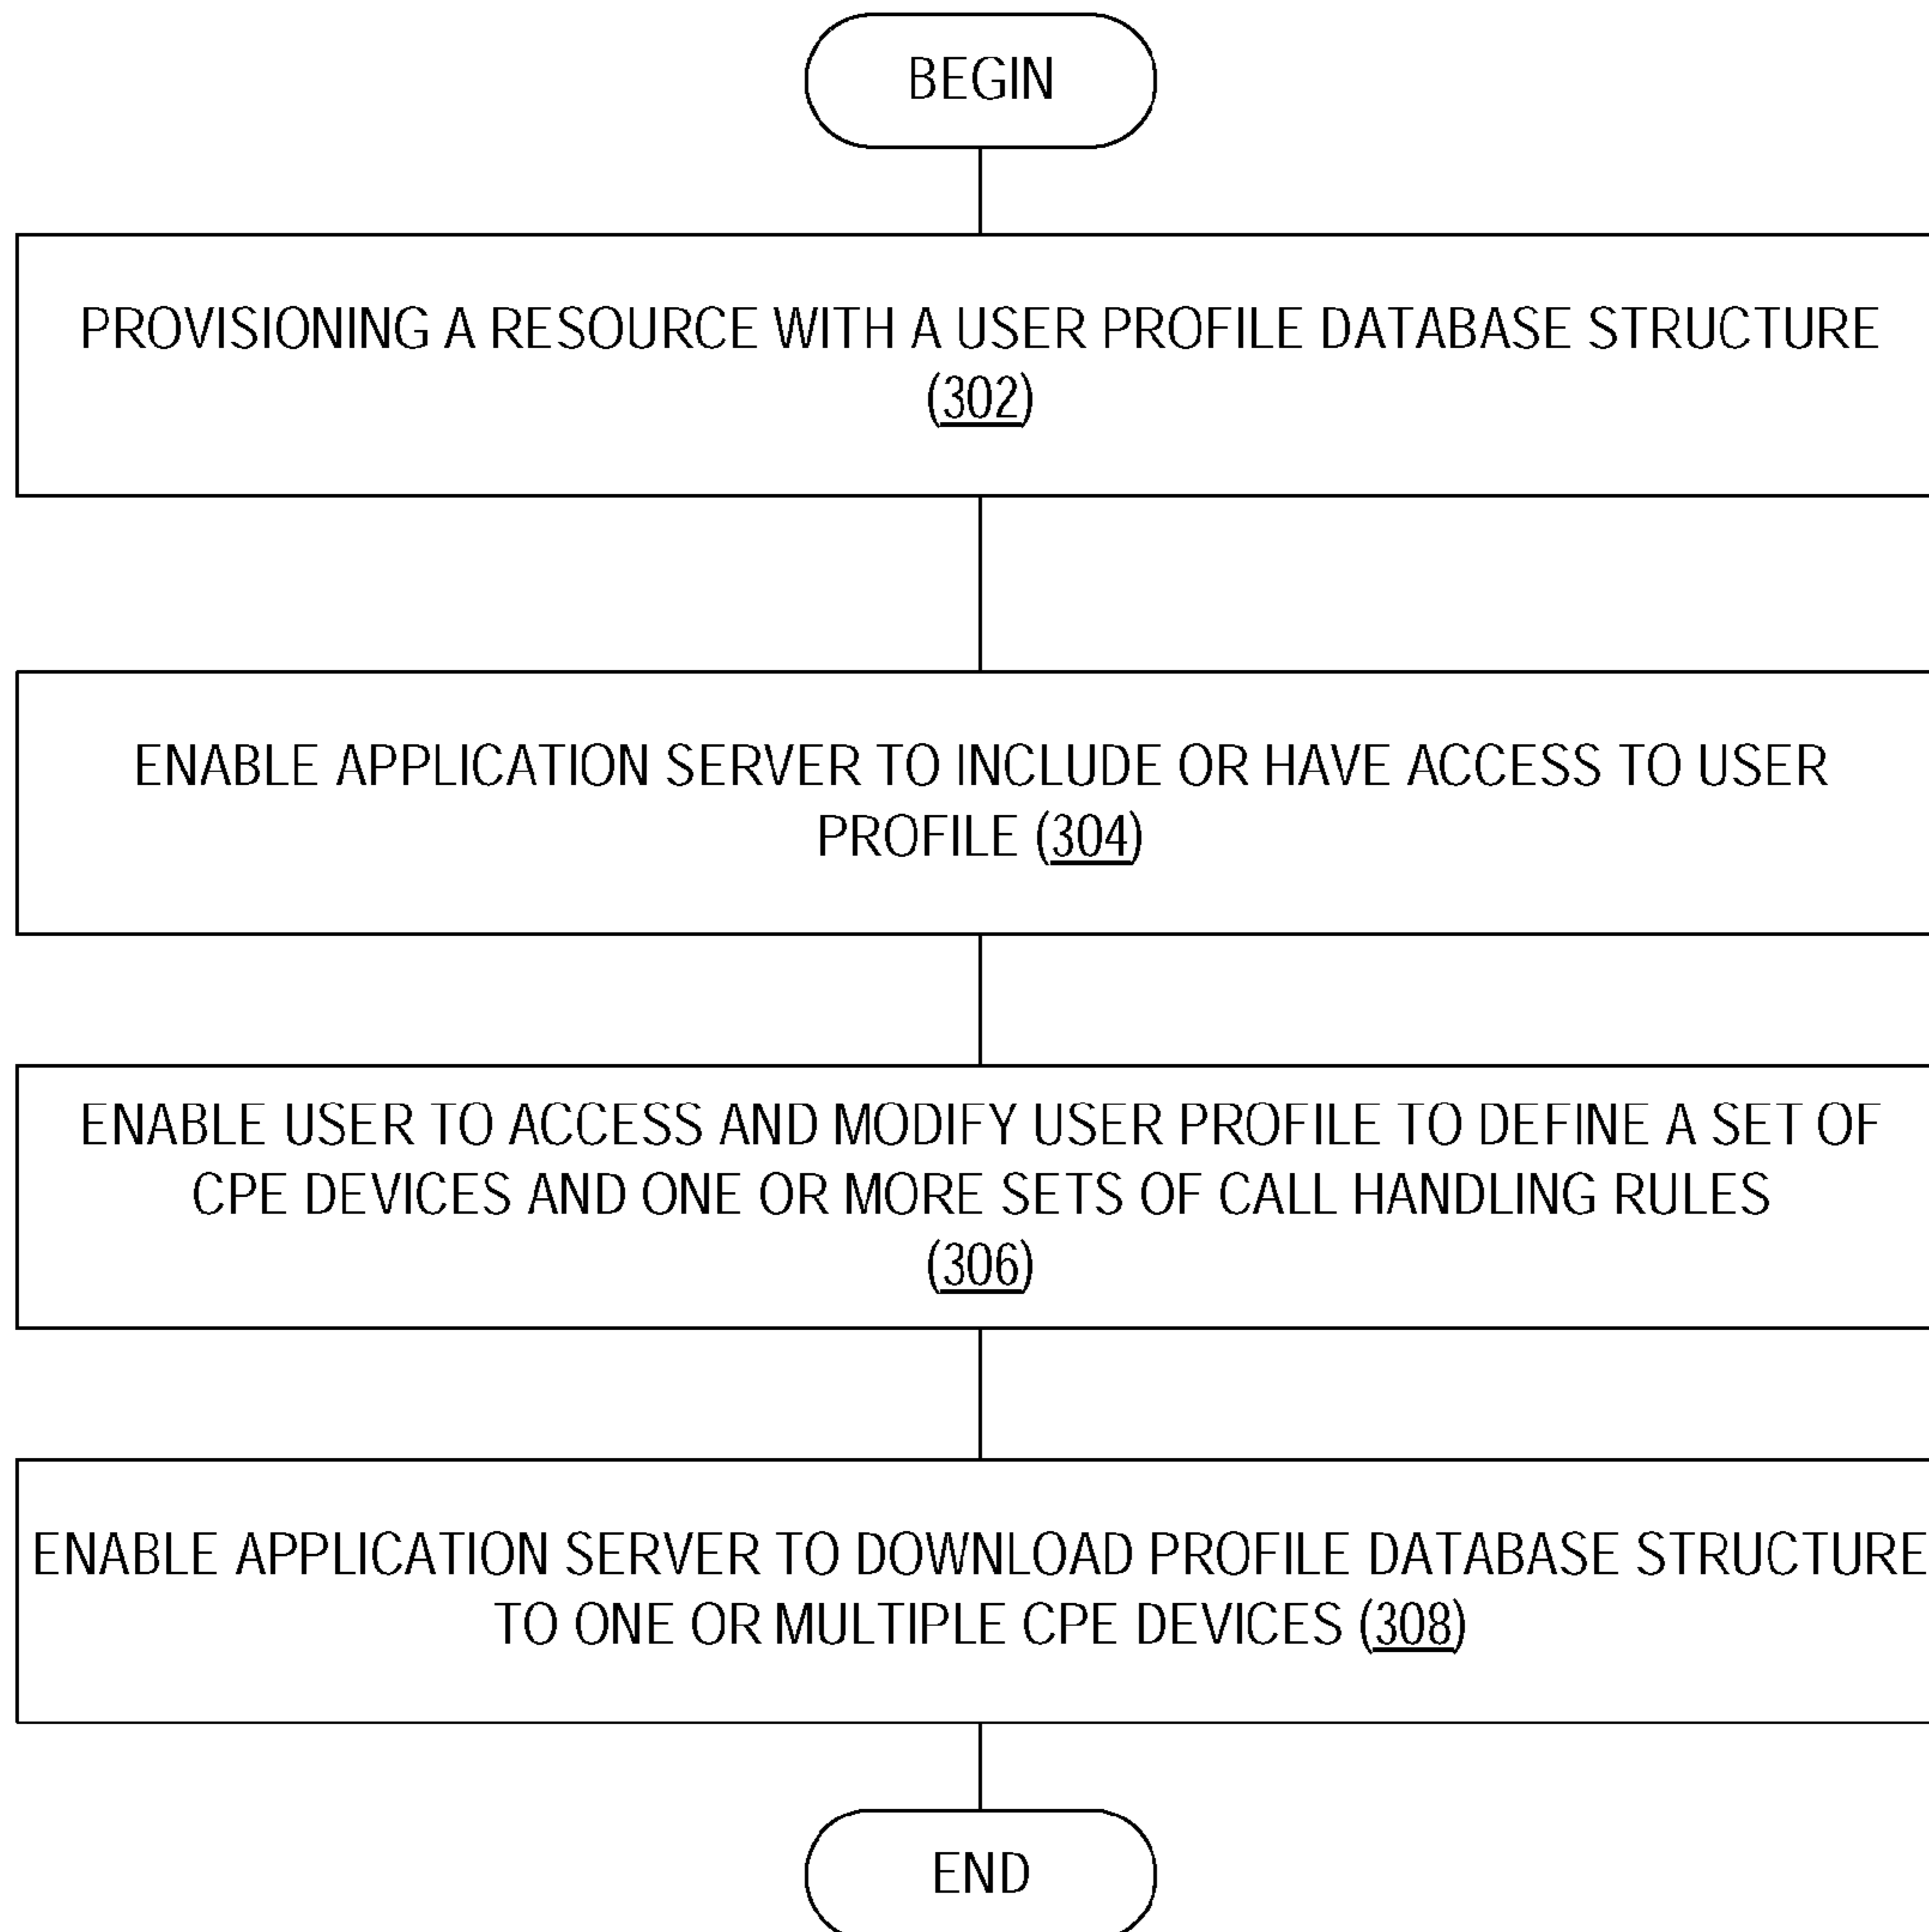 BEGIN
PROVISIONING A RESOURCE WITH A USER PROFILE DATABASE STRUCTURE
(302)
ENABLE APPLICATION SERVER TO INCLUDE OR HAVE ACCESS TO USER
PROFILE (304)
ENABLE USER TO ACCESS AND MODIFY USER PROFILE TO DEFINE A SET OF
CPE DEVICES AND ONE OR MORE SETS OF CALL HANDLING RULES
(306)
ENABLE APPLICATION SERVER TO DOWNLOAD PROFILE DATABASE STRUCTURE
TO ONE OR MULTIPLE CPE DEVICES (308)
END